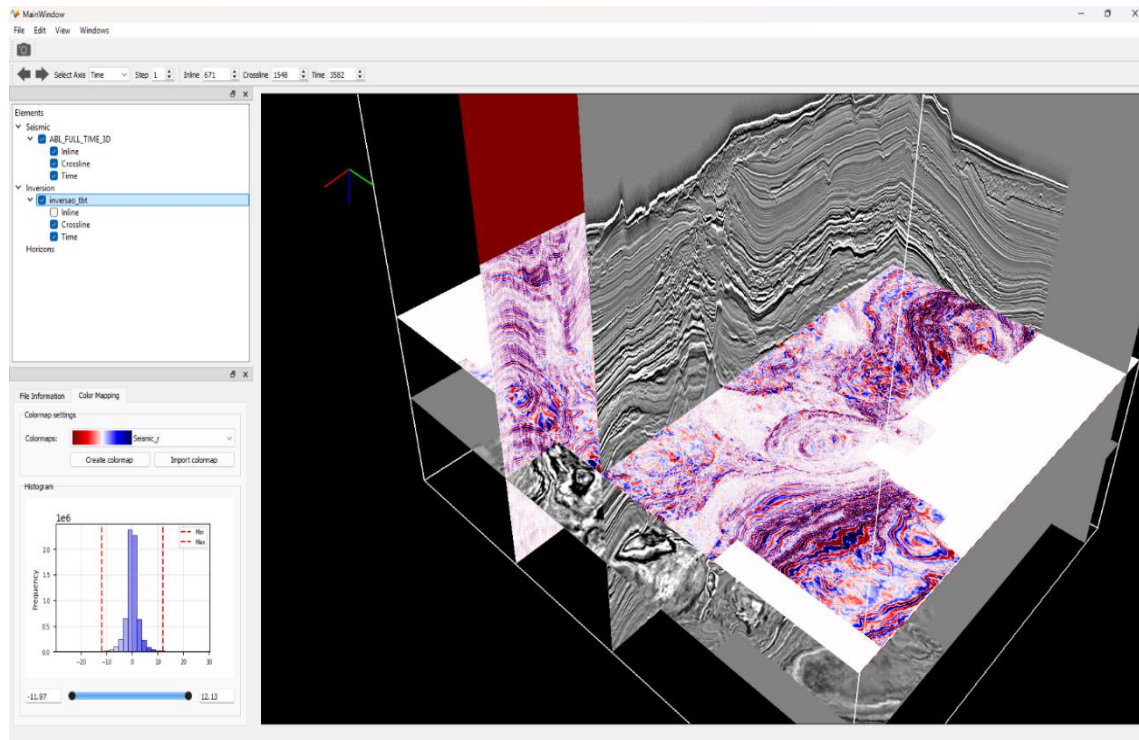 MainWindow
File Edit View Windows
Select Axis Time Step 1 Inline 671 Crossline 1548 Time 3582
Elements
Seismic
ABL_FULL_TIME_3D
Inline
Crossline
Time
Inversion
inversao_tbt
Inline
Crossline
Time
Horizons
File Information Color Mapping
Colormap settings
Colormaps: Seismic_r
Create colormap Import colormap
Histogram
1e6
Min
Max
2.0
1.5
1.0
0.5
0.0
Frequency
-20 -10 0 10 20 30
-11.97 12.13